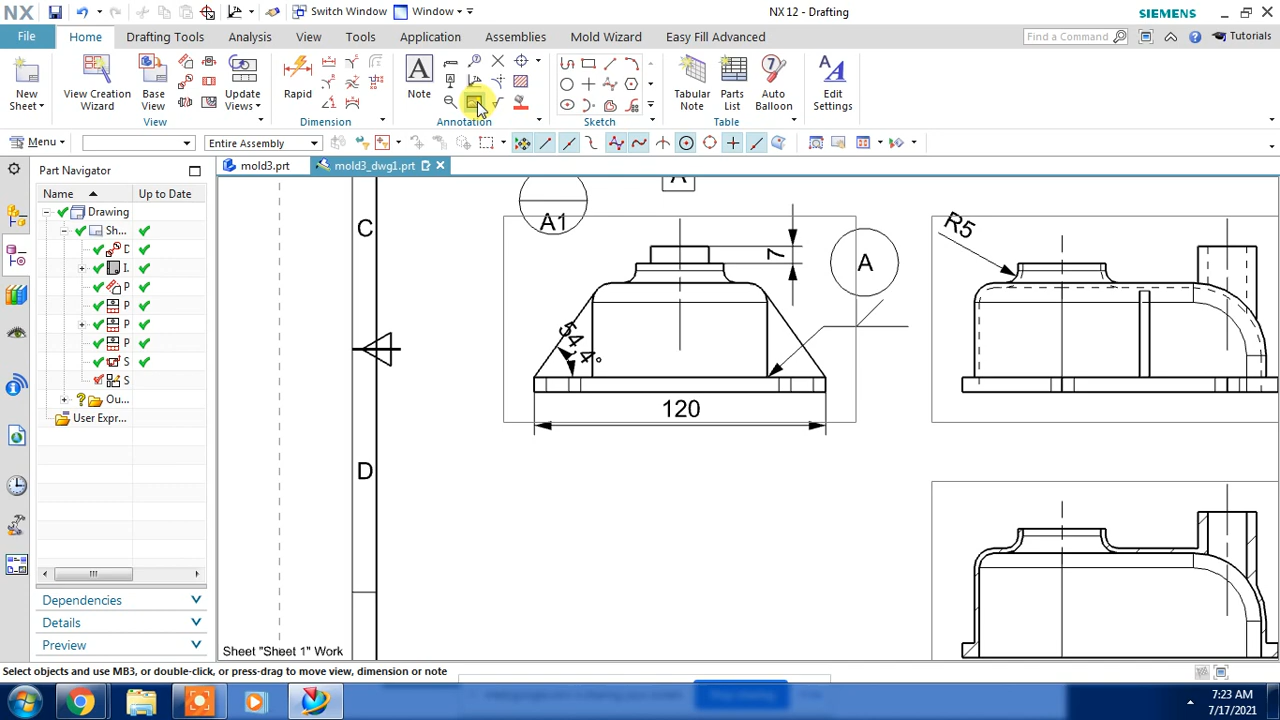 NX
Switch Window
Window
NX 12 - Drafting
SIEMENS
File
Home
Drafting Tools
Analysis
View
Tools
Application
Assemblies
Mold Wizard
Easy Fill Advanced
Find a Command
Tutorials
New
Sheet
View Creation
Wizard
Base
View
Update
Views
Rapid
Note
Tabular
Note
Parts
List
Auto
Balloon
Edit
Settings
View
Dimension
Annotation
Sketch
Table
Menu
Entire Assembly
Part Navigator
mold3.prt
mold3_dwg1.prt
Name
Up to Date
Drawing
Sh...
D
I.
P
P
P
P
S
S
Ou...
User Expr...
Dependencies
Details
Preview
C
D
A1
A
7
A
54,4°
120
R5
Sheet "Sheet 1" Work
Select objects and use MB3, or double-click, or press-drag to move view, dimension or note
7:23 AM
7/17/2021